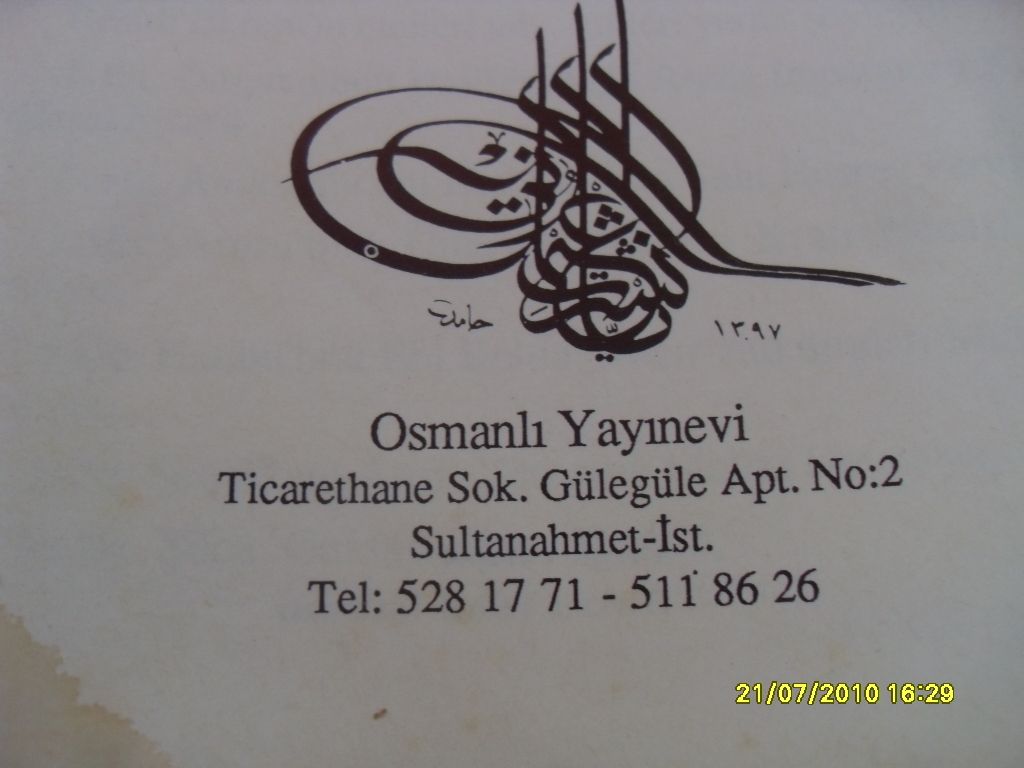 حامد
١٣٩٧
Osmanlı Yayınevi
Ticarethane Sok. Gülegüle Apt. No:2
Sultanahmet-İst.
Tel: 528 17 71 - 511 86 26
21/07/2010 16:29